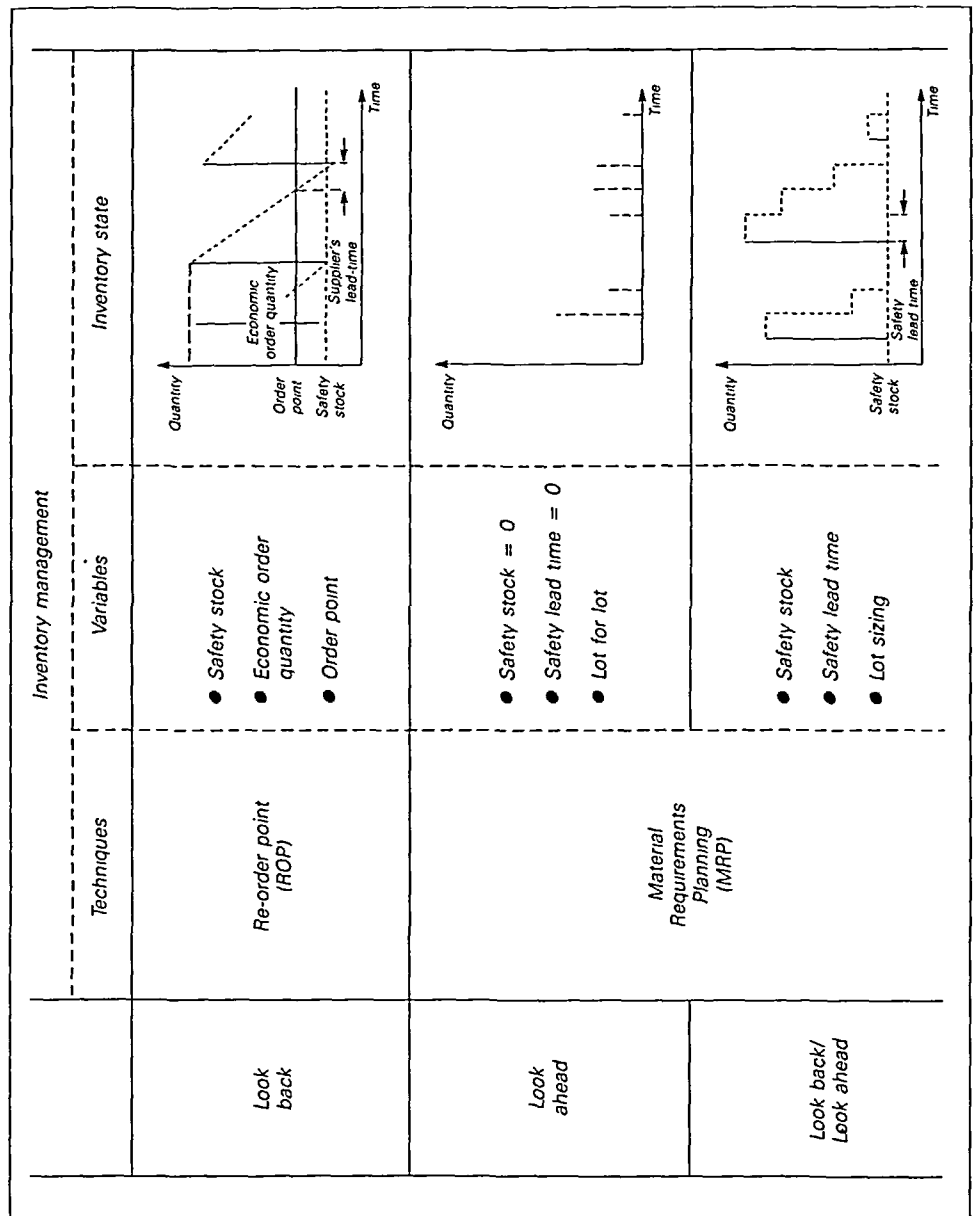 Inventory management
Techniques
Variables
Inventory state
Look
back
Re-order point
(ROP)
● Safety stock
● Economic order
quantity
● Order point
Quantity
Order
point
Safety
stock
Economic
order quantity
Supplier's
lead-time
Time
Look
ahead
Material
Requirements
Planning
(MRP)
● Safety stock = 0
● Safety lead time = 0
● Lot for lot
Quantity
Time
Look back/
Look ahead
● Safety stock
● Safety lead time
● Lot sizing
Quantity
Safety
stock
Safety
lead time
Time